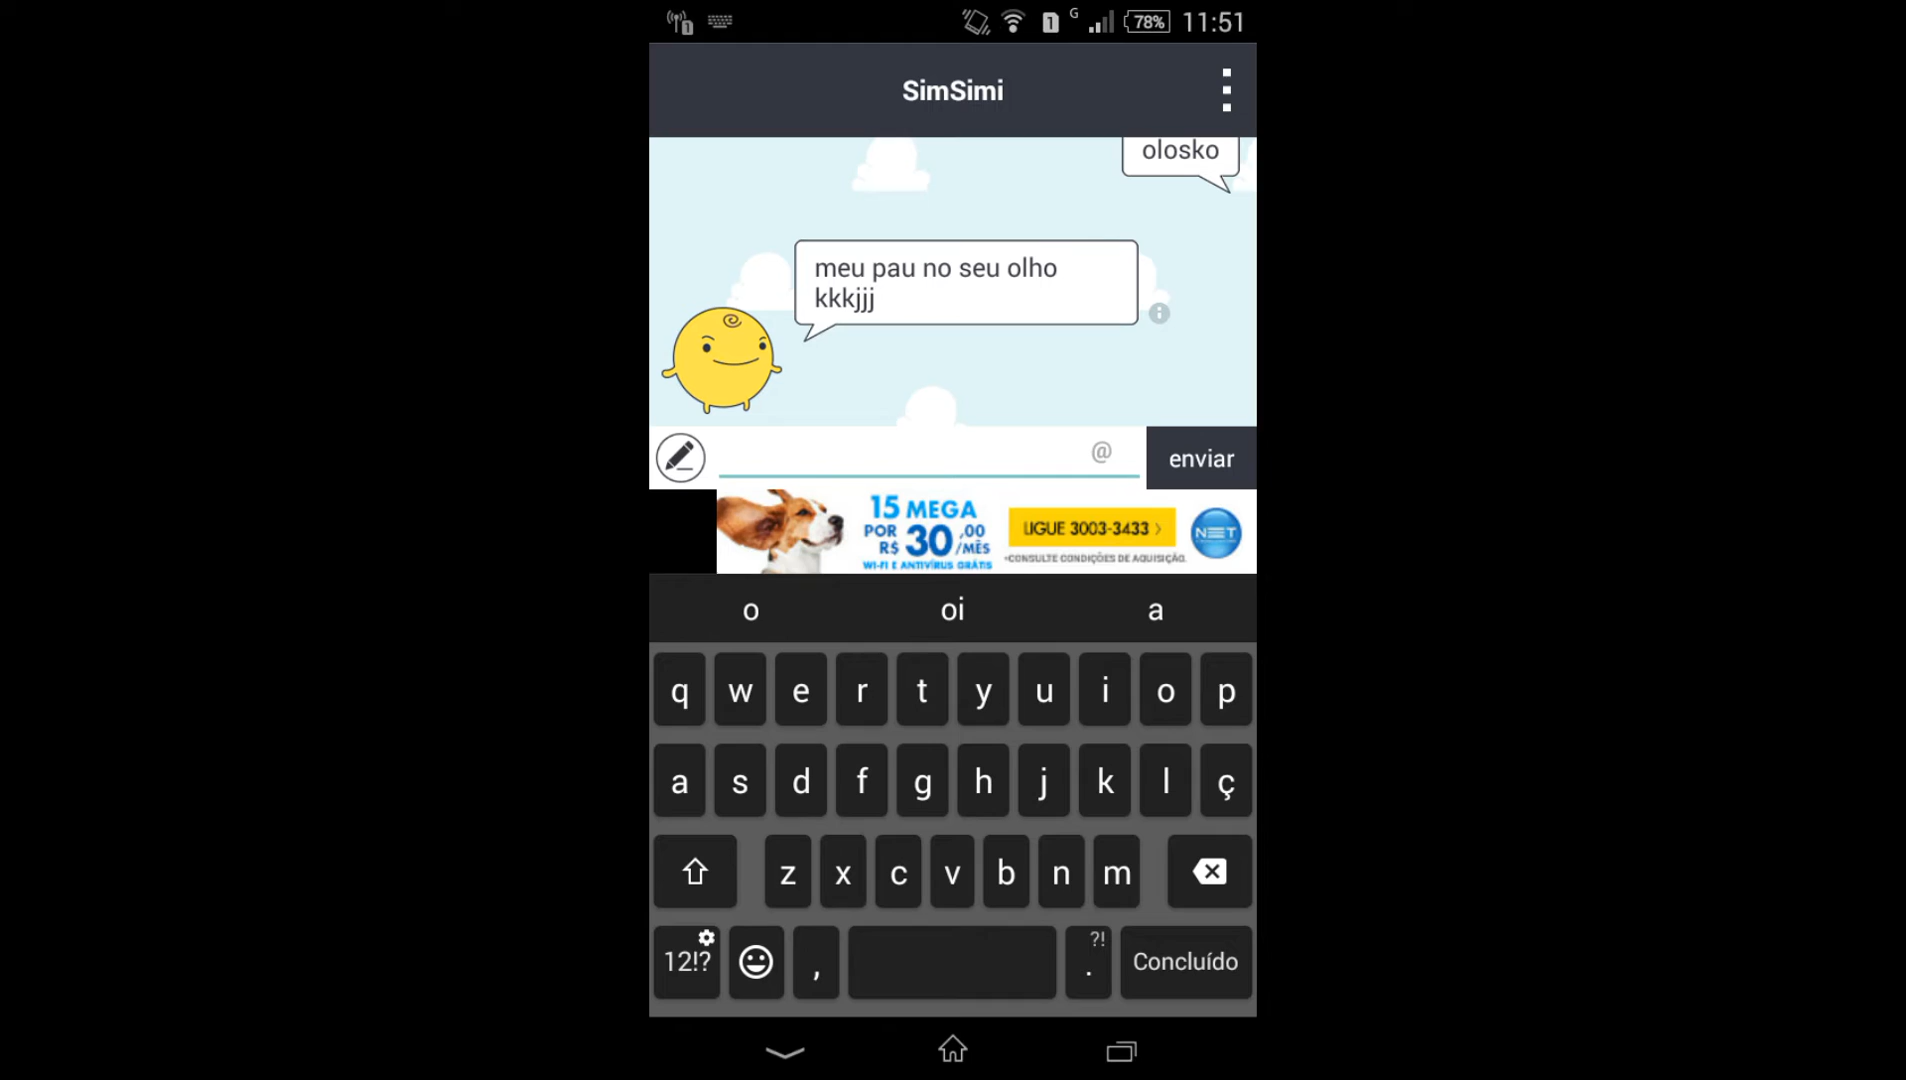 G 1 78% 11:51
SimSimi
olosko
meu pau no seu olho
kkkjjj
@
enviar
15 MEGA
POR R$ 30,00 /MÊS
WI-FI E ANTIVÍRUS GRÁTIS
LIGUE 3003-3433 >
*CONSULTE CONDIÇÕES DE AQUISIÇÃO.
NET
o oi a
q w e r t y u i o p
a s d f g h j k l ç
z x c v b n m
12!? , ?! . Concluído